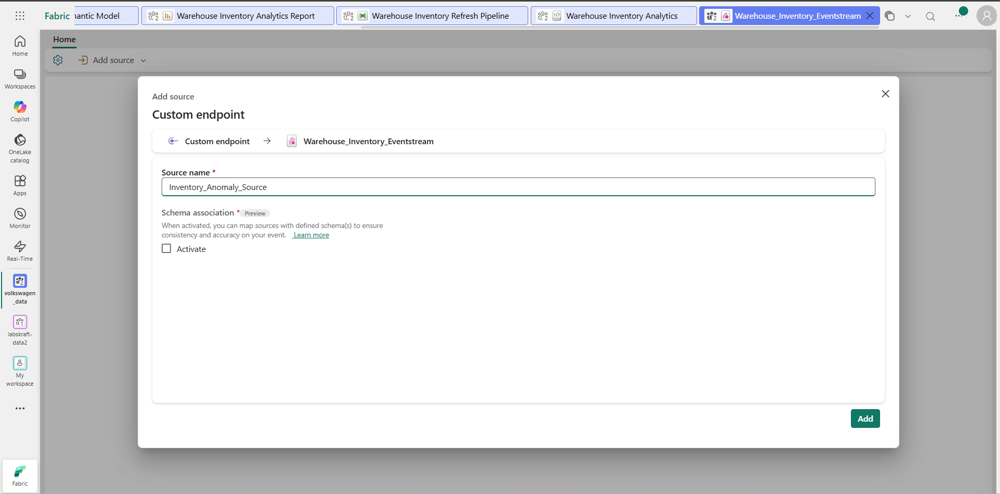 Fabric
nantic Model
Warehouse Inventory Analytics Report
Warehouse Inventory Refresh Pipeline
Warehouse Inventory Analytics
Warehouse_Inventory_Eventstream
Home
Workspaces
Copilot
OneLake
catalog
Apps
Monitor
Real-Time
volkswagen
_data
labskraft-
data2
My
workspace
Fabric
Home
Add source
Add source
Custom endpoint
Custom endpoint
Warehouse_Inventory_Eventstream
Source name *
Inventory_Anomaly_Source
Schema association * Preview
When activated, you can map sources with defined schema(s) to ensure
consistency and accuracy on your event. Learn more
Activate
Add